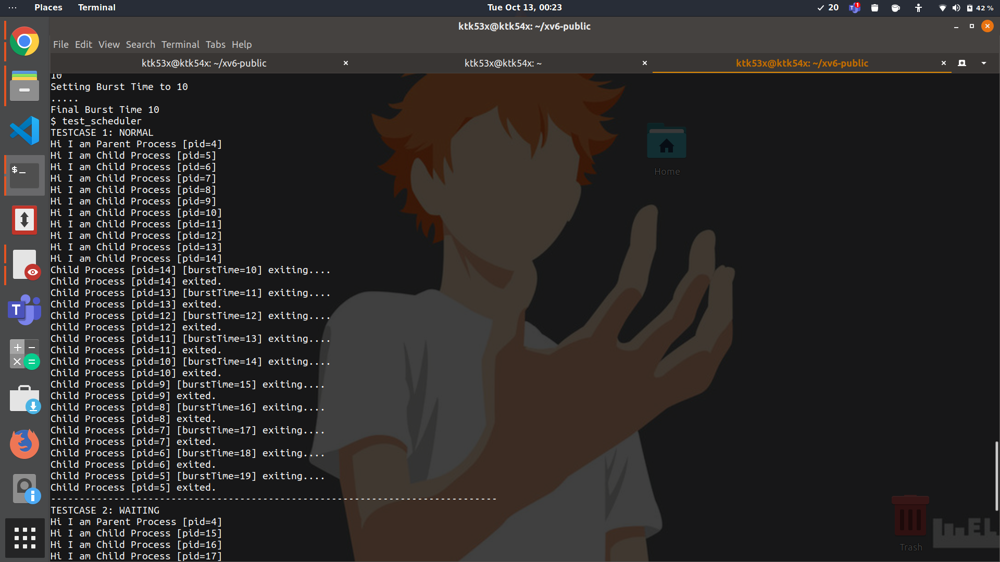 Places Terminal Tue Oct 13, 00:23 20 1 42 %
ktk53x@ktk54x: ~/xv6-public
File Edit View Search Terminal Tabs Help
ktk53x@ktk54x: ~/xv6-public ktk53x@ktk54x: ~ ktk53x@ktk54x: ~/xv6-public
10
Setting Burst Time to 10
.....
Final Burst Time 10
$ test_scheduler
TESTCASE 1: NORMAL
Hi I am Parent Process [pid=4]
Hi I am Child Process [pid=5]
Hi I am Child Process [pid=6]
Hi I am Child Process [pid=7]
Hi I am Child Process [pid=8]
Hi I am Child Process [pid=9]
Hi I am Child Process [pid=10]
Hi I am Child Process [pid=11]
Hi I am Child Process [pid=12]
Hi I am Child Process [pid=13]
Hi I am Child Process [pid=14]
Child Process [pid=14] [burstTime=10] exiting....
Child Process [pid=14] exited.
Child Process [pid=13] [burstTime=11] exiting....
Child Process [pid=13] exited.
Child Process [pid=12] [burstTime=12] exiting....
Child Process [pid=12] exited.
Child Process [pid=11] [burstTime=13] exiting....
Child Process [pid=11] exited.
Child Process [pid=10] [burstTime=14] exiting....
Child Process [pid=10] exited.
Child Process [pid=9] [burstTime=15] exiting....
Child Process [pid=9] exited.
Child Process [pid=8] [burstTime=16] exiting....
Child Process [pid=8] exited.
Child Process [pid=7] [burstTime=17] exiting....
Child Process [pid=7] exited.
Child Process [pid=6] [burstTime=18] exiting....
Child Process [pid=6] exited.
Child Process [pid=5] [burstTime=19] exiting....
Child Process [pid=5] exited.
------------------------------------------------------------------------------
TESTCASE 2: WAITING
Hi I am Parent Process [pid=4]
Hi I am Child Process [pid=15]
Hi I am Child Process [pid=16]
Hi I am Child Process [pid=17]
Home
Trash